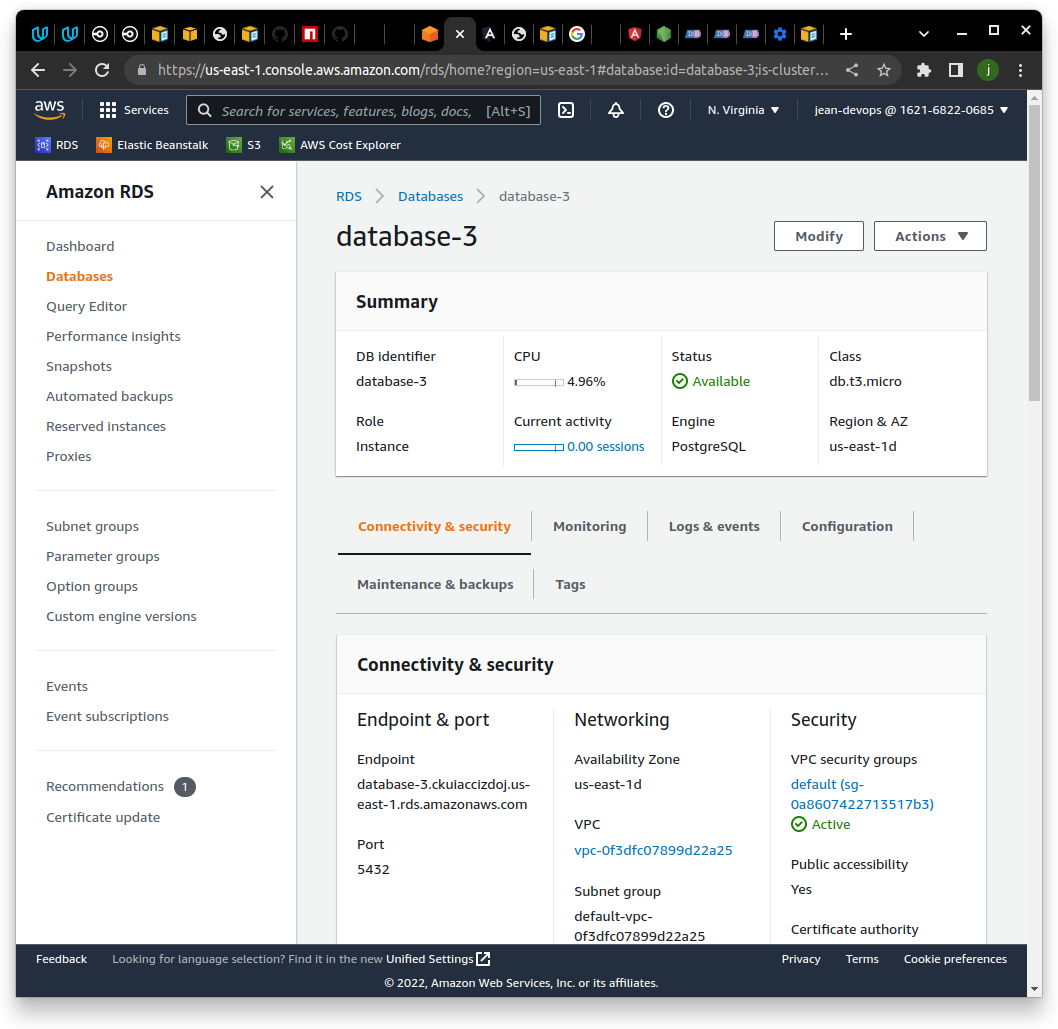 https://us-east-1.console.aws.amazon.com/rds/home?region=us-east-1#database:id=database-3;is-cluster...
j
aws
Services
Search for services, features, blogs, docs, [Alt+S]
N. Virginia
jean-devops @ 1621-6822-0685
RDS
Elastic Beanstalk
S3
AWS Cost Explorer
Amazon RDS
Dashboard
Databases
Query Editor
Performance insights
Snapshots
Automated backups
Reserved instances
Proxies
Subnet groups
Parameter groups
Option groups
Custom engine versions
Events
Event subscriptions
Recommendations 1
Certificate update
RDS > Databases > database-3
database-3
Modify
Actions
Summary
DB identifier
database-3
CPU
4.96%
Status
Available
Class
db.t3.micro
Role
Instance
Current activity
0.00 sessions
Engine
PostgreSQL
Region & AZ
us-east-1d
Connectivity & security
Monitoring
Logs & events
Configuration
Maintenance & backups
Tags
Connectivity & security
Endpoint & port
Endpoint
database-3.ckuiaccizdoj.us-
east-1.rds.amazonaws.com
Port
5432
Networking
Availability Zone
us-east-1d
VPC
vpc-0f3dfc07899d22a25
Subnet group
default-vpc-
0f3dfc07899d22a25
Security
VPC security groups
default (sg-
0a8607422713517b3)
Active
Public accessibility
Yes
Certificate authority
Feedback
Looking for language selection? Find it in the new Unified Settings
Privacy
Terms
Cookie preferences
© 2022, Amazon Web Services, Inc. or its affiliates.